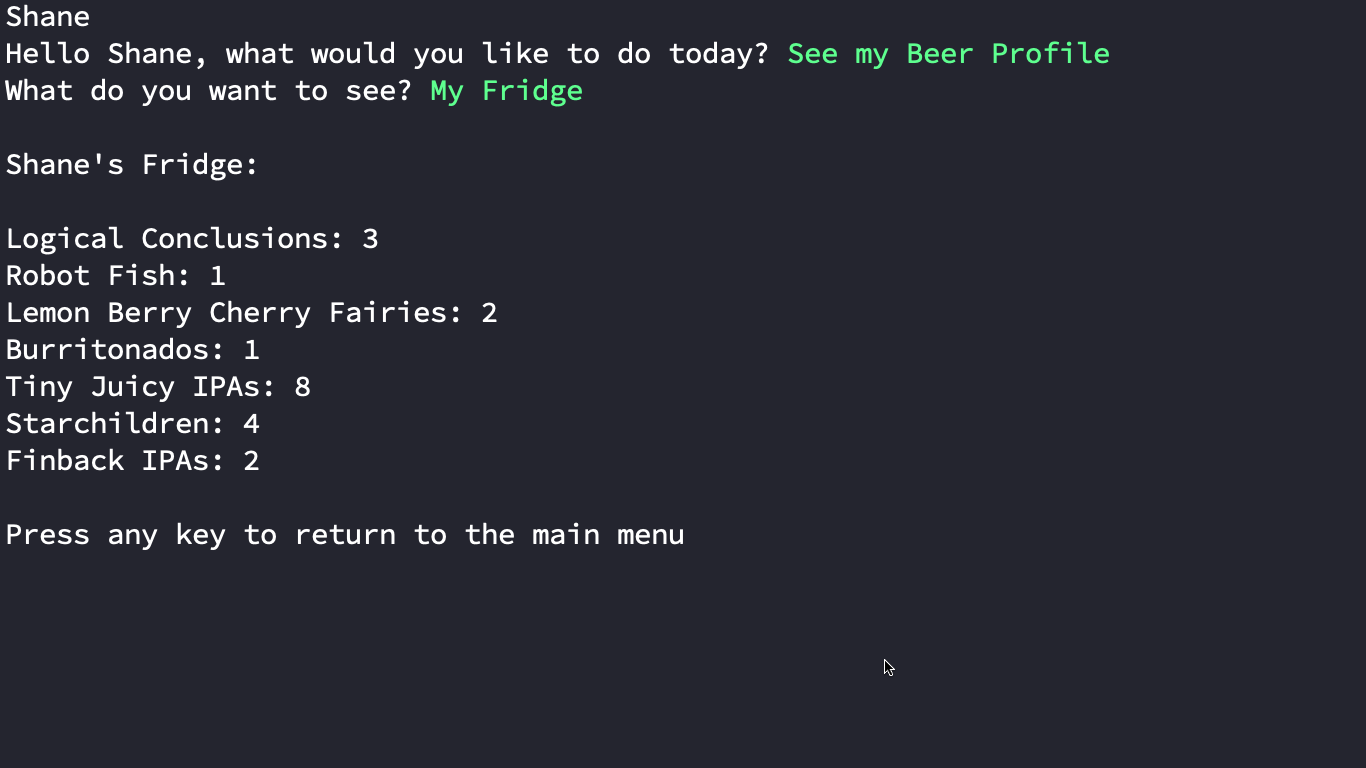 Shane
Hello Shane, what would you like to do today? See my Beer Profile
What do you want to see? My Fridge
Shane's Fridge:
Logical Conclusions: 3
Robot Fish: 1
Lemon Berry Cherry Fairies: 2
Burritonados: 1
Tiny Juicy IPAs: 8
Starchildren: 4
Finback IPAs: 2
Press any key to return to the main menu